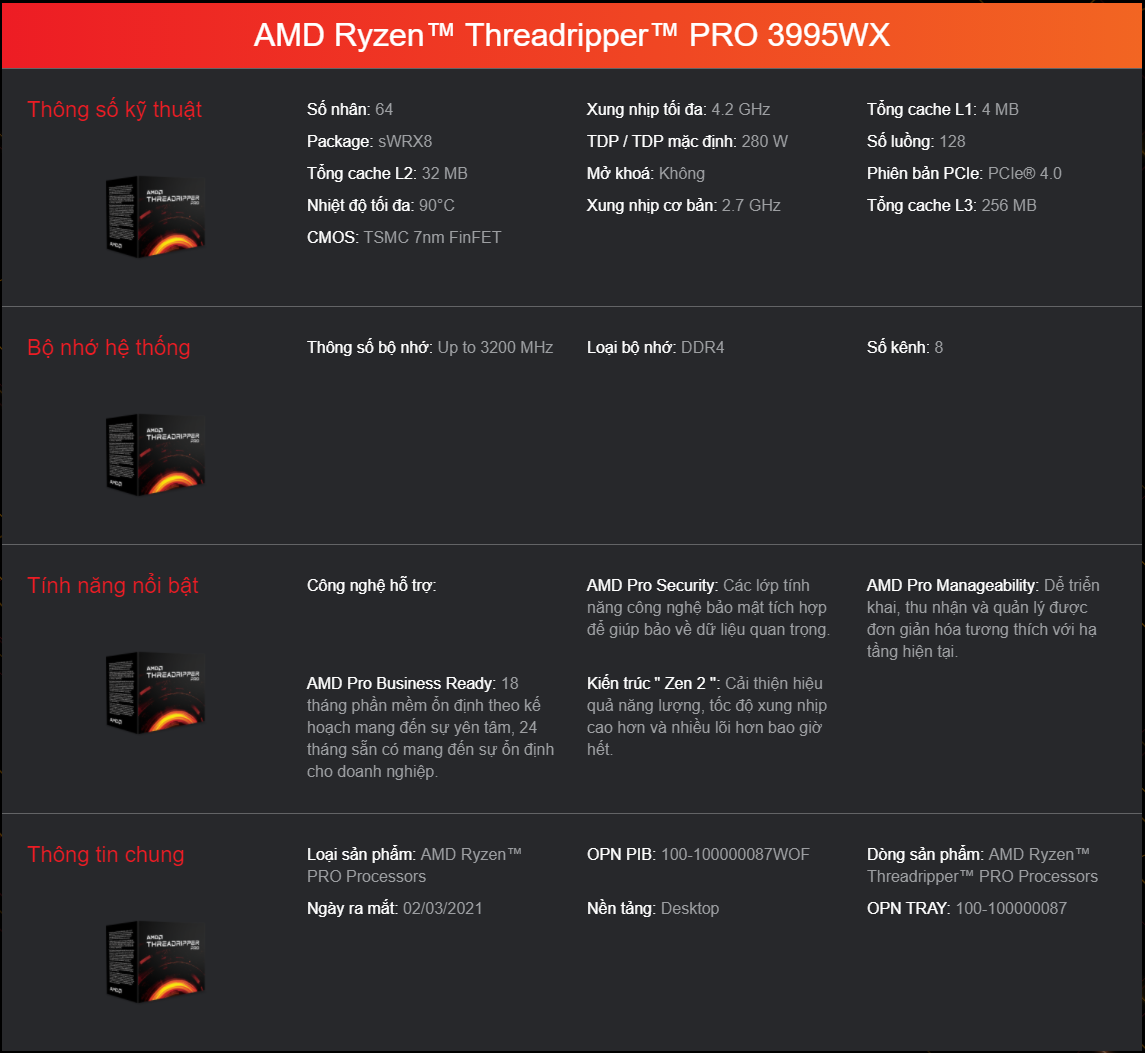 AMD Ryzen™ Threadripper™ PRO 3995WX
Thông số kỹ thuật
Số nhân: 64
Xung nhịp tối đa: 4.2 GHz
Tổng cache L1: 4 MB
Package: sWRX8
TDP / TDP mặc định: 280 W
Số luồng: 128
Tổng cache L2: 32 MB
Mở khoá: Không
Phiên bản PCIe: PCIe® 4.0
Nhiệt độ tối đa: 90°C
Xung nhịp cơ bản: 2.7 GHz
Tổng cache L3: 256 MB
CMOS: TSMC 7nm FinFET
AMD
THREADRIPPER
PRO
AMD
Bộ nhớ hệ thống
Thông số bộ nhớ: Up to 3200 MHz
Loại bộ nhớ: DDR4
Số kênh: 8
AMD
THREADRIPPER
PRO
AMD
Tính năng nổi bật
Công nghệ hỗ trợ:
AMD Pro Security: Các lớp tính
năng công nghệ bảo mật tích hợp
để giúp bảo về dữ liệu quan trọng.
AMD Pro Manageability: Dễ triển
khai, thu nhận và quản lý được
đơn giản hóa tương thích với hạ
tầng hiện tại.
AMD Pro Business Ready: 18
tháng phần mềm ổn định theo kế
hoạch mang đến sự yên tâm, 24
tháng sẵn có mang đến sự ổn định
cho doanh nghiệp.
Kiến trúc " Zen 2 ": Cải thiện hiệu
quả năng lượng, tốc độ xung nhịp
cao hơn và nhiều lõi hơn bao giờ
hết.
AMD
THREADRIPPER
PRO
AMD
Thông tin chung
Loại sản phẩm: AMD Ryzen™
PRO Processors
OPN PIB: 100-100000087WOF
Dòng sản phẩm: AMD Ryzen™
Threadripper™ PRO Processors
Ngày ra mắt: 02/03/2021
Nền tảng: Desktop
OPN TRAY: 100-100000087
AMD
THREADRIPPER
PRO
AMD